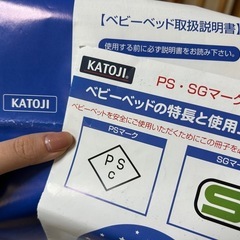 【ベビーベッド取扱説明書】
使用する前に必ず説明書をお読み下さい。
KATOJI
KATOJI
PS・SGマーク
ベビーベッドの特長と使用
ベビーベッドを安全にご使用いただくためにこの冊子を必
PSマーク
SGマーク
PS
C
S